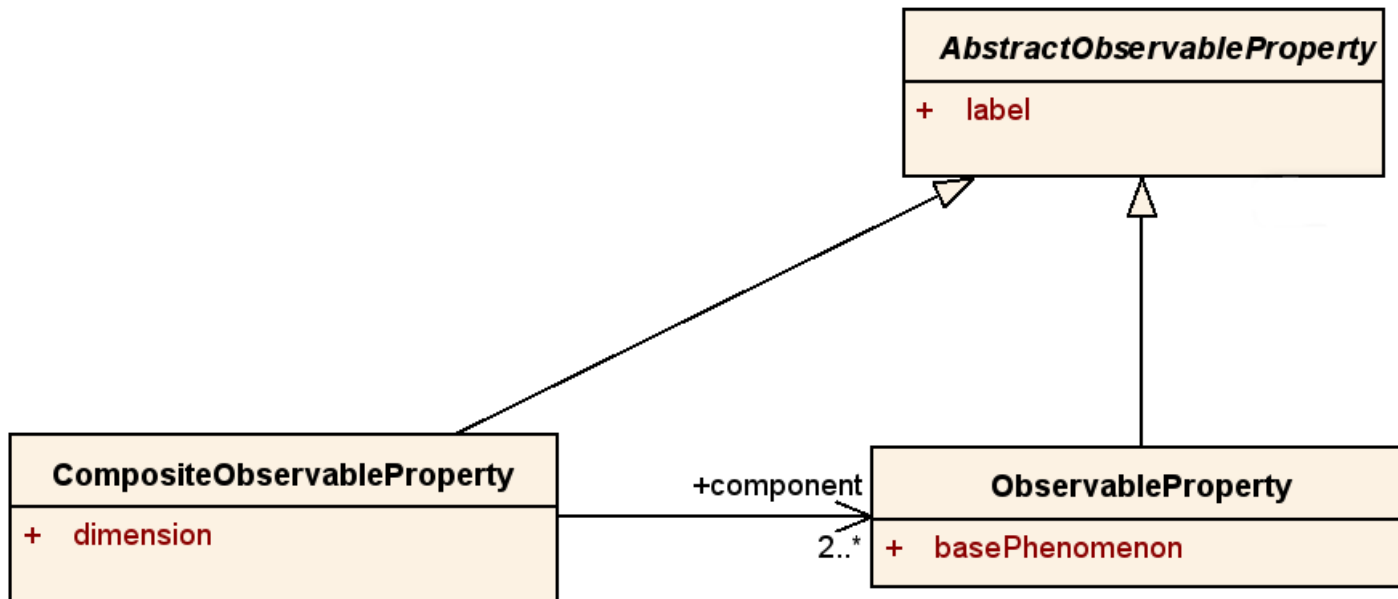 AbstractObservableProperty
+ label
CompositeObservableProperty
+ dimension
+component
2..*
ObservableProperty
+ basePhenomenon